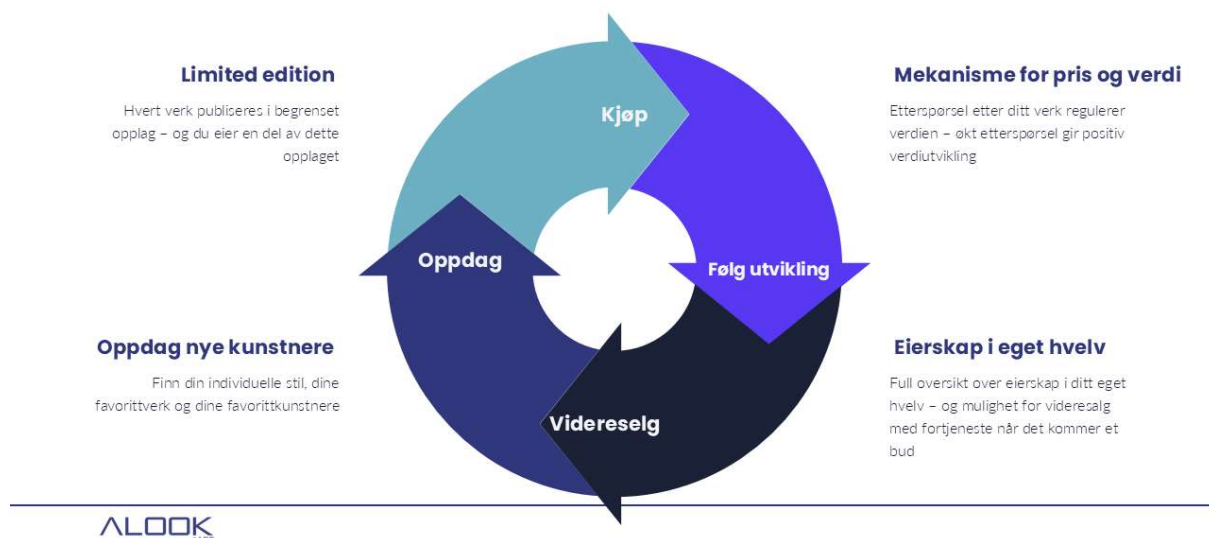 Limited edition
Hvert verk publiseres i begrenset
opplag – og du eier en del av dette
opplaget
Kjøp
Mekanisme for pris og verdi
Etterspørsel etter ditt verk regulerer
verdien – økt etterspørsel gir positiv
verdiutvikling
Oppdag
Følg utvikling
Oppdag nye kunstnere
Finn din individuelle stil, dine
favorittverk og dine favorittkunstnere
Videreselg
Eierskap i eget hvelv
Full oversikt over eierskap i ditt eget
hvelv – og mulighet for videresalg
med fortjeneste når det kommer et
bud
ALOOK